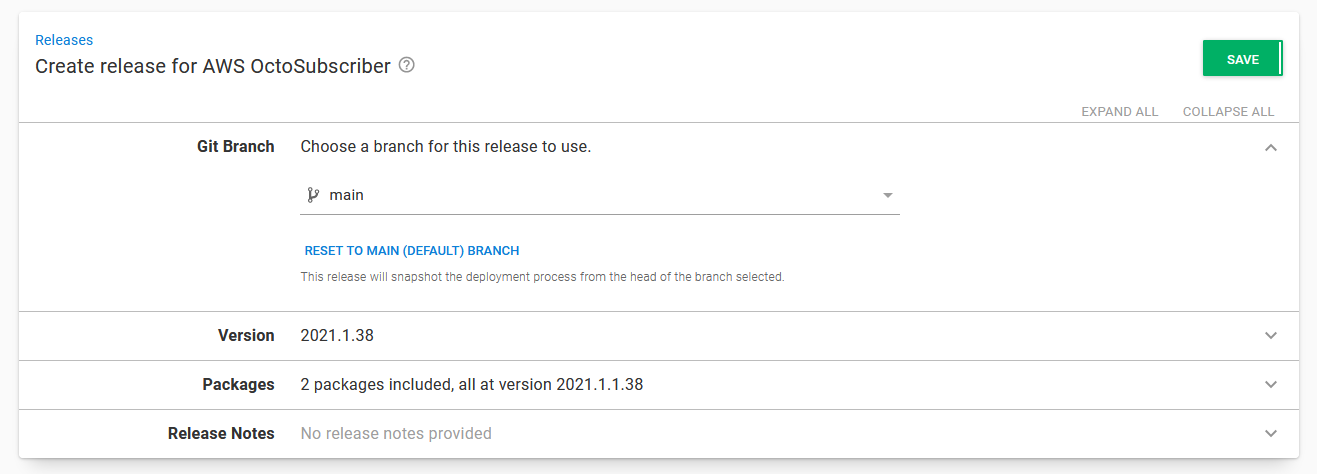 Releases
Create release for AWS OctoSubscriber
SAVE
EXPAND ALL COLLAPSE ALL
Git Branch Choose a branch for this release to use.
main
RESET TO MAIN (DEFAULT) BRANCH
This release will snapshot the deployment process from the head of the branch selected.
Version 2021.1.38
Packages 2 packages included, all at version 2021.1.1.38
Release Notes No release notes provided